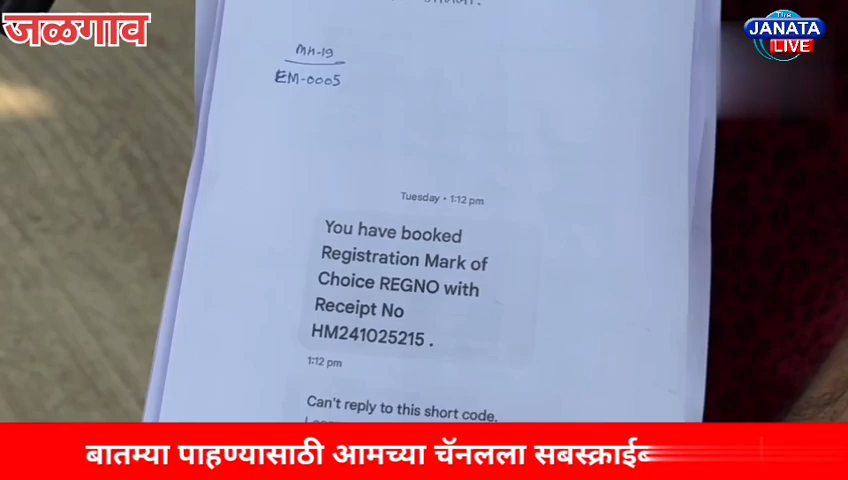 जळगाव
The
JANATA
LIVE
MH-19
EM-0005
Tuesday • 1:12 pm
You have booked
Registration Mark of
Choice REGNO with
Receipt No
HM241025215 .
1:12 pm
Can't reply to this short code.
बातम्या पाहण्यासाठी आमच्या चॅनलला सबस्क्राईब